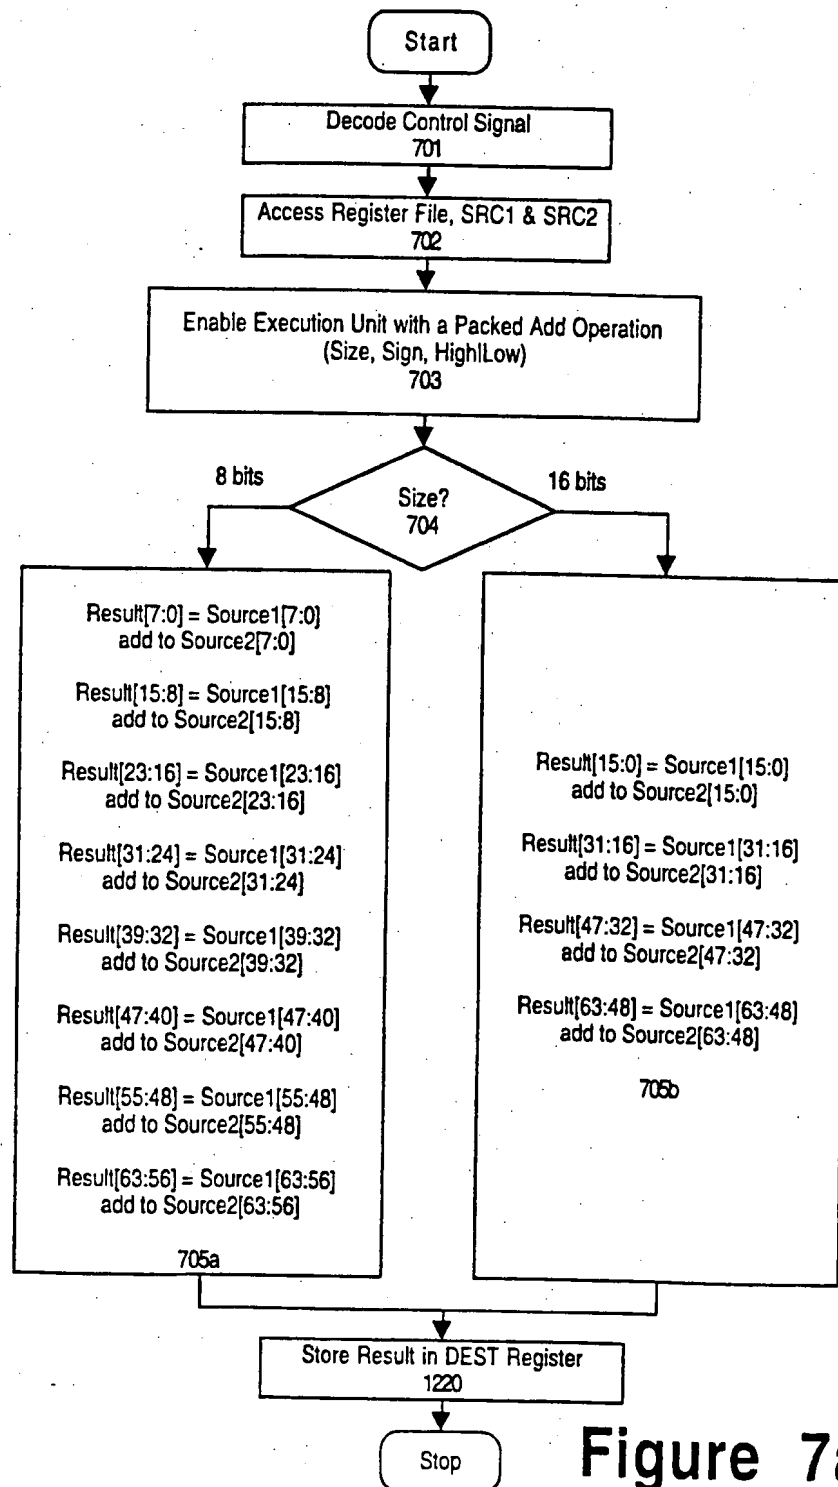 Start
Decode Control Signal
701
Access Register File, SRC1 & SRC2
702
Enable Execution Unit with a Packed Add Operation
(Size, Sign, High|Low)
703
8 bits
Size?
704
16 bits
Result[7:0] = Source1[7:0]
add to Source2[7:0]
Result[15:8] = Source1[15:8]
add to Source2[15:8]
Result[23:16] = Source1[23:16]
add to Source2[23:16]
Result[31:24] = Source1[31:24]
add to Source2[31:24]
Result[39:32] = Source1[39:32]
add to Source2[39:32]
Result[47:40] = Source1[47:40]
add to Source2[47:40]
Result[55:48] = Source1[55:48]
add to Source2[55:48]
Result[63:56] = Source1[63:56]
add to Source2[63:56]
705a
Result[15:0] = Source1[15:0]
add to Source2[15:0]
Result[31:16] = Source1[31:16]
add to Source2[31:16]
Result[47:32] = Source1[47:32]
add to Source2[47:32]
Result[63:48] = Source1[63:48]
add to Source2[63:48]
705b
Store Result in DEST Register
1220
Stop
Figure 7a